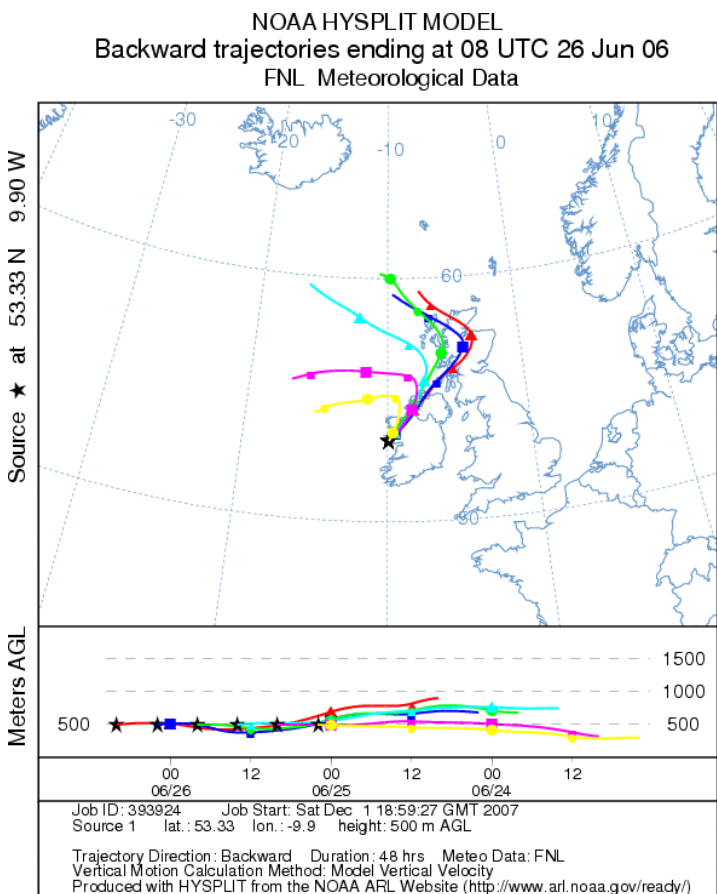 NOAA HYSPLIT MODEL
Backward trajectories ending at 08 UTC 26 Jun 06
FNL Meteorological Data
-30
-20
-10
0
10
60
50
Source ★ at 53.33 N 9.90 W
Meters AGL
1500
1000
500
500
00 12 00 12 00 12
06/26 06/25 06/24
Job ID: 393924 Job Start: Sat Dec 1 18:59:27 GMT 2007
Source 1 lat.: 53.33 lon.: -9.9 height: 500 m AGL
Trajectory Direction: Backward Duration: 48 hrs Meteo Data: FNL
Vertical Motion Calculation Method: Model Vertical Velocity
Produced with HYSPLIT from the NOAA ARL Website (http://www.arl.noaa.gov/ready/)